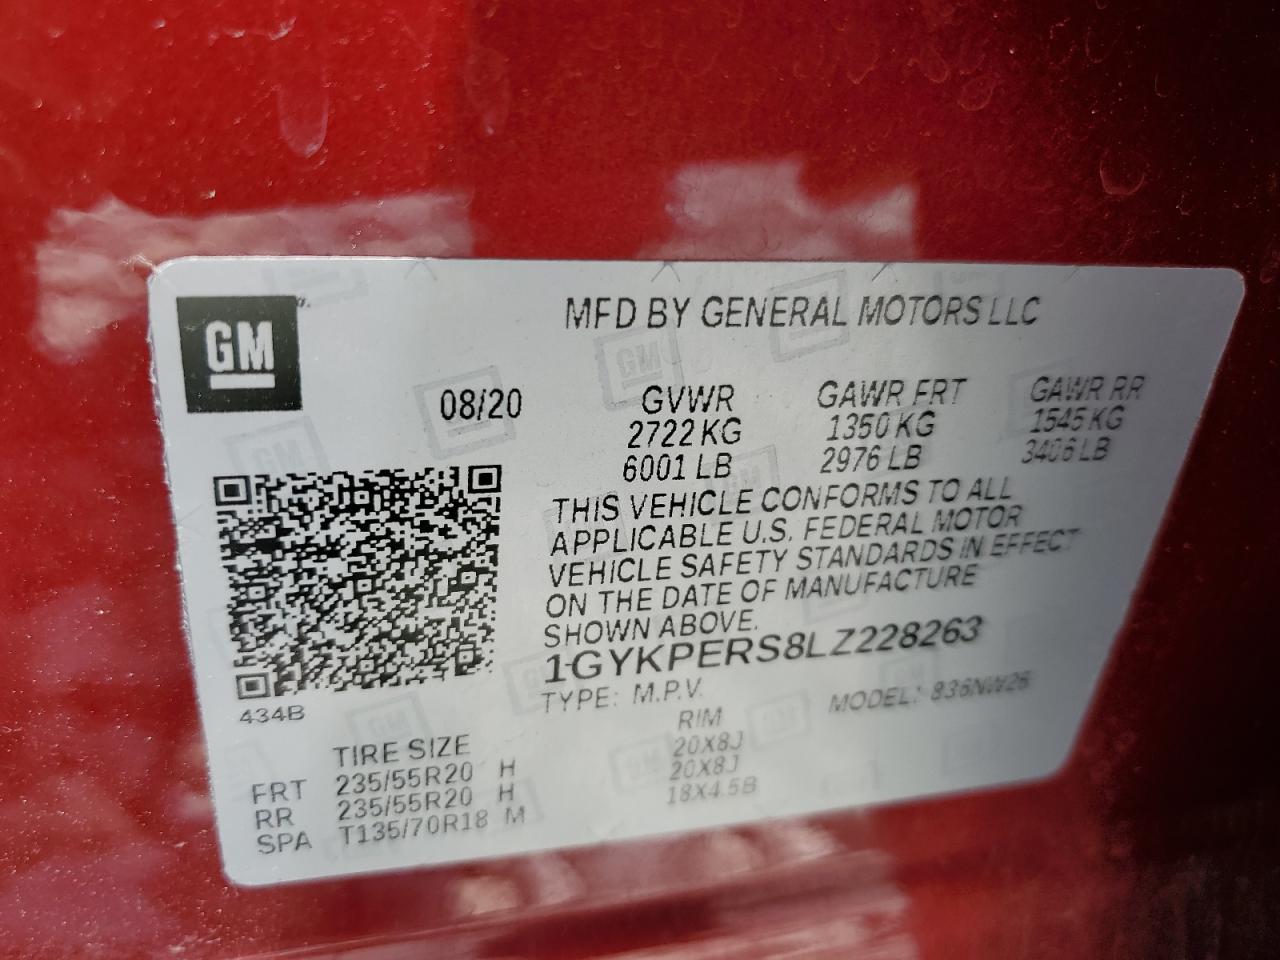 GM
MFD BY GENERAL MOTORS LLC
08/20 GVWR GAWR FRT GAWR RR
2722 KG 1350 KG 1545 KG
6001 LB 2976 LB 3406 LB
THIS VEHICLE CONFORMS TO ALL
APPLICABLE U.S. FEDERAL MOTOR
VEHICLE SAFETY STANDARDS IN EFFECT
ON THE DATE OF MANUFACTURE
SHOWN ABOVE.
1GYKPERS8LZ228263
TYPE: M.P.V. MODEL: 836NW26
434B
TIRE SIZE RIM
FRT 235/55R20 H 20X8J
RR 235/55R20 H 20X8J
SPA T135/70R18 M 18X4.5B